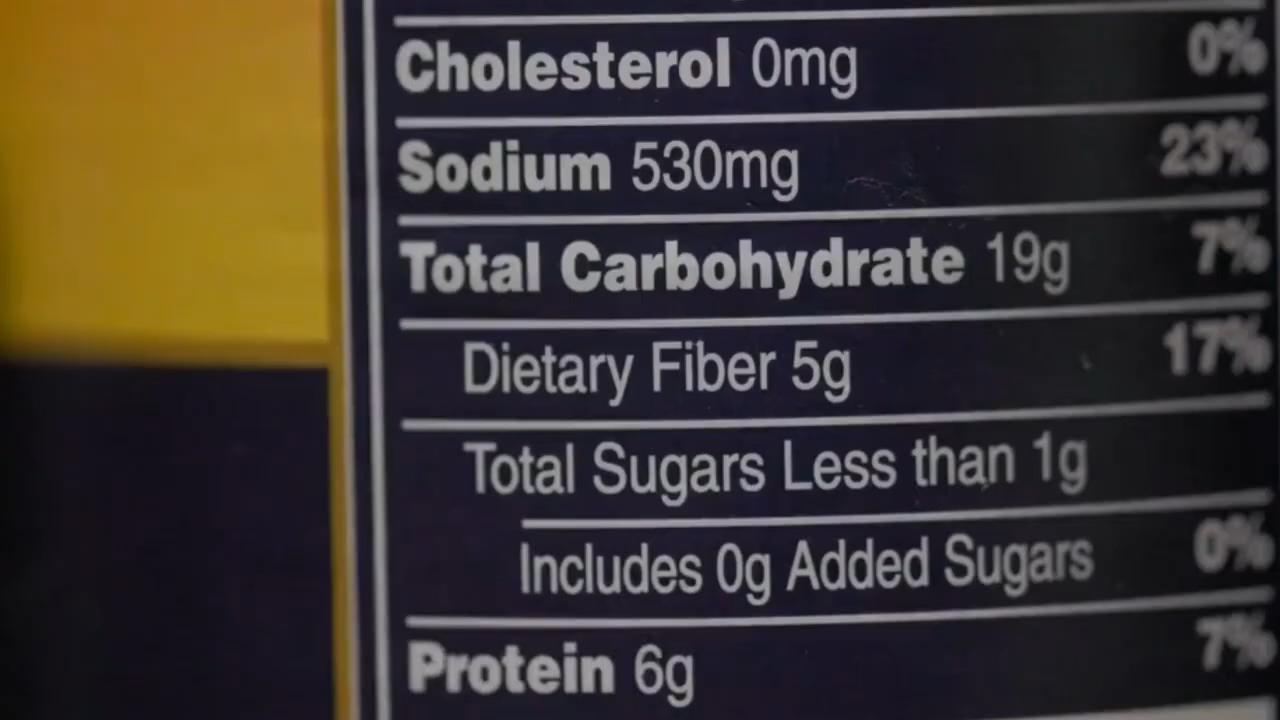 Cholesterol 0mg 0%
Sodium 530mg 23%
Total Carbohydrate 19g 7%
Dietary Fiber 5g 17%
Total Sugars Less than 1g
Includes 0g Added Sugars 0%
Protein 6g 7%